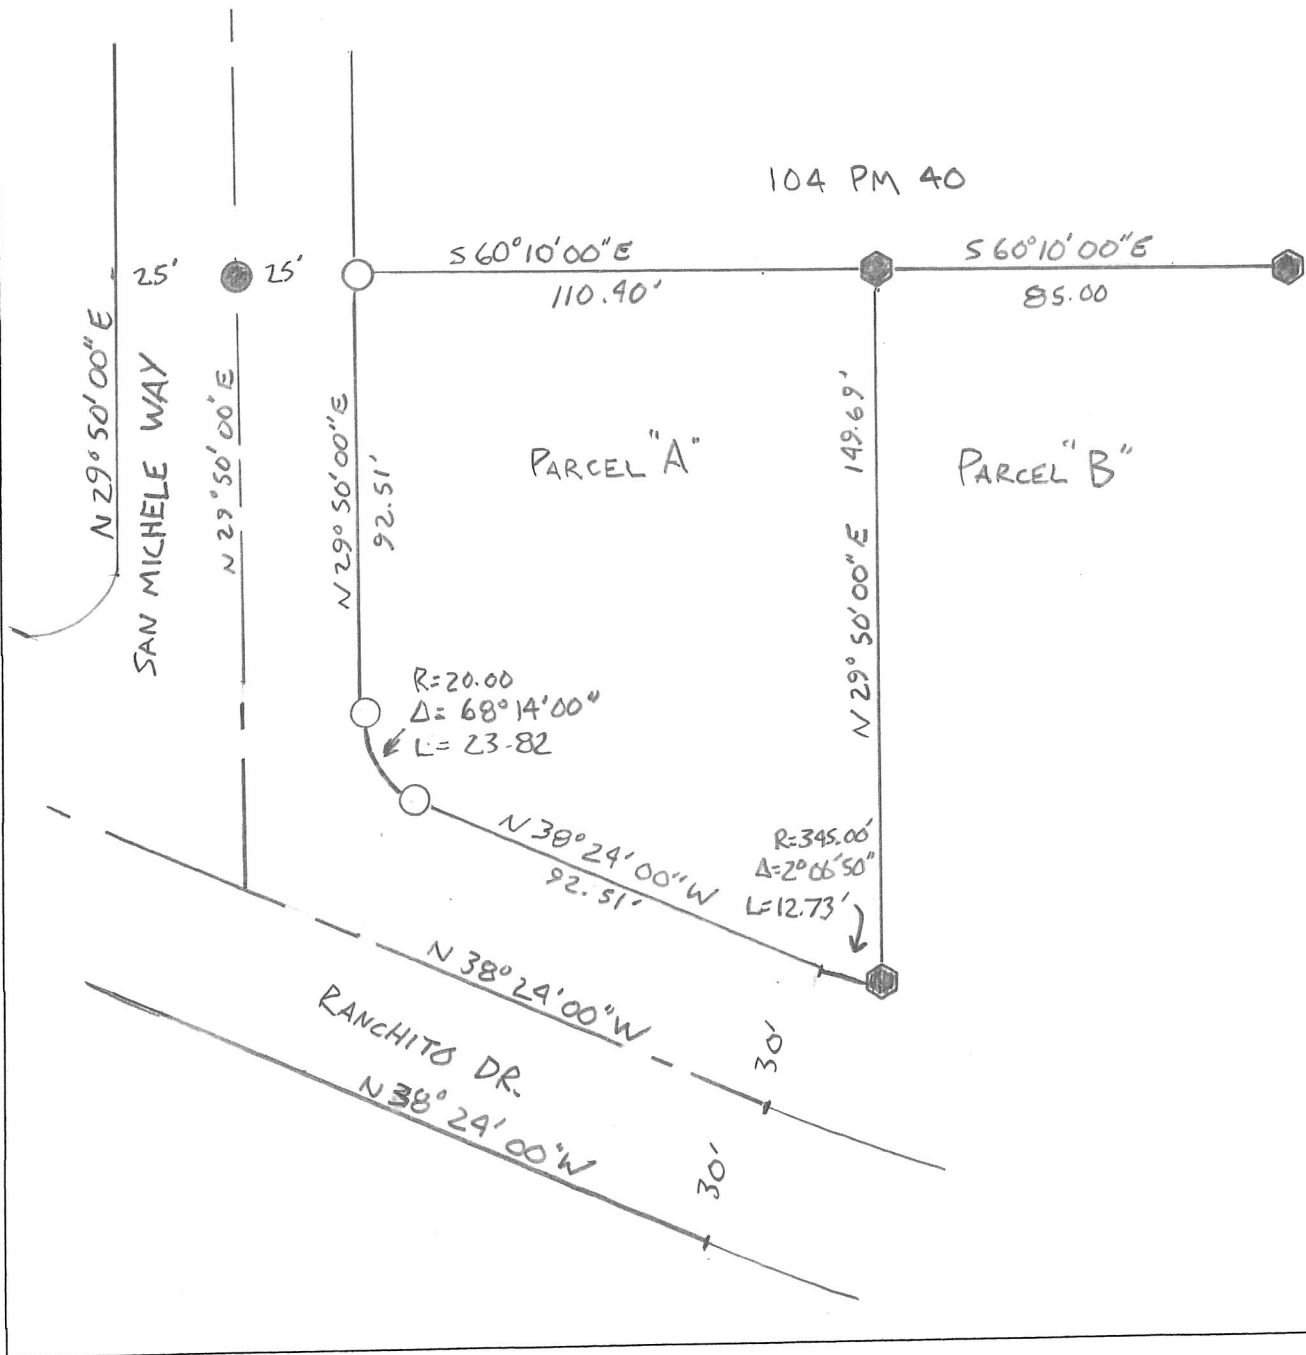 104 PM 40
S 60°10'00"E
110.40'
S 60°10'00"E
85.00
25'
25'
N 29°50'00"E
SAN MICHELE WAY
N 29°50'00"E
N 29°50'00"E
92.51'
PARCEL "A"
149.69'
N 29°50'00"E
PARCEL "B"
R=20.00
Δ= 68°14'00"
L= 23.82
N 38°24'00"W
92.51'
R=345.00'
Δ=2°06'50"
L=12.73'
N 38°24'00"W
RANCHITO DR.
N 38°24'00"W
30'
30'